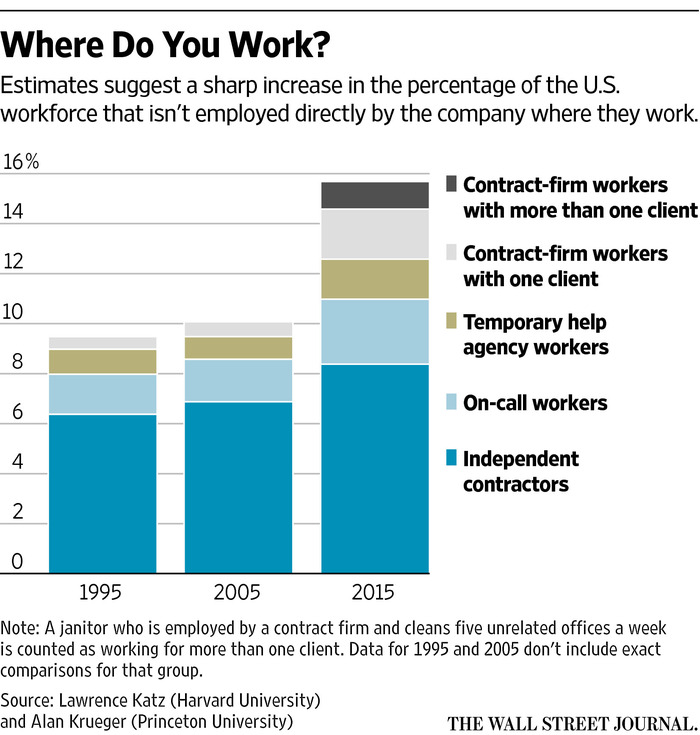 Where Do You Work?
Estimates suggest a sharp increase in the percentage of the U.S.
workforce that isn’t employed directly by the company where they work.
16%
14
12
10
8
6
4
2
0
1995
2005
2015
Contract-firm workers
with more than one client
Contract-firm workers
with one client
Temporary help
agency workers
On-call workers
Independent
contractors
Note: A janitor who is employed by a contract firm and cleans five unrelated offices a week
is counted as working for more than one client. Data for 1995 and 2005 don’t include exact
comparisons for that group.
Source: Lawrence Katz (Harvard University)
and Alan Krueger (Princeton University)
THE WALL STREET JOURNAL.